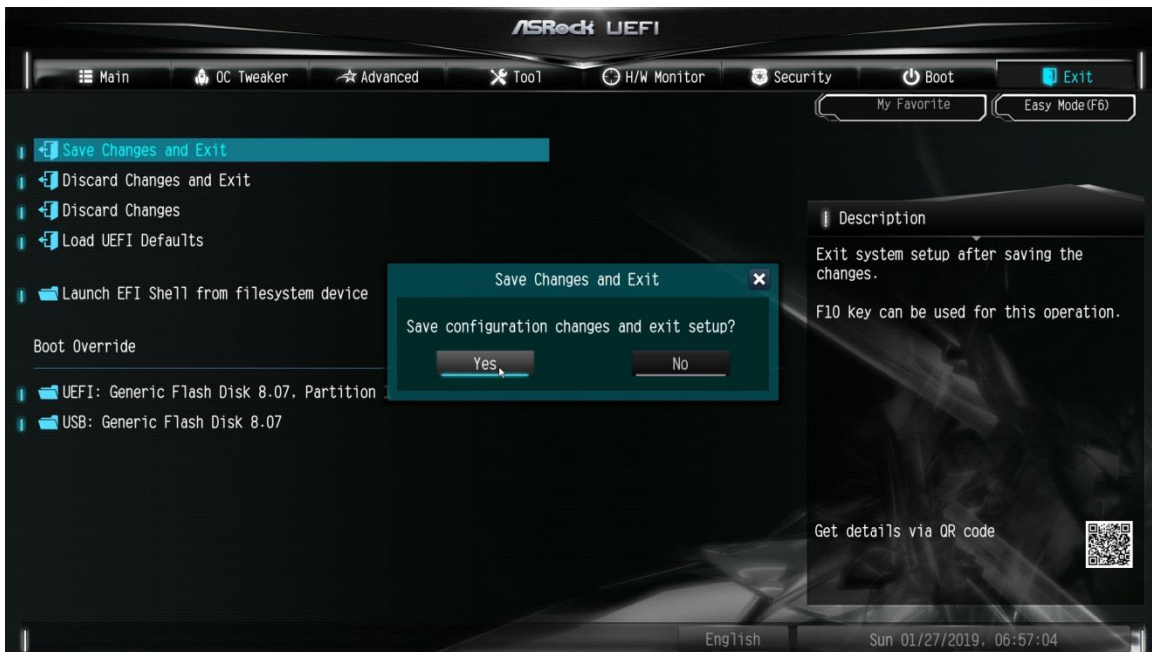 ASRock UEFI
Main OC Tweaker Advanced Tool H/W Monitor Security Boot Exit
My Favorite Easy Mode(F6)
Save Changes and Exit
Discard Changes and Exit
Discard Changes
Load UEFI Defaults
Launch EFI Shell from filesystem device
Boot Override
UEFI: Generic Flash Disk 8.07, Partition
USB: Generic Flash Disk 8.07
Save Changes and Exit
Save configuration changes and exit setup?
Yes No
Description
Exit system setup after saving the
changes.
F10 key can be used for this operation.
Get details via QR code
English Sun 01/27/2019, 06:57:04